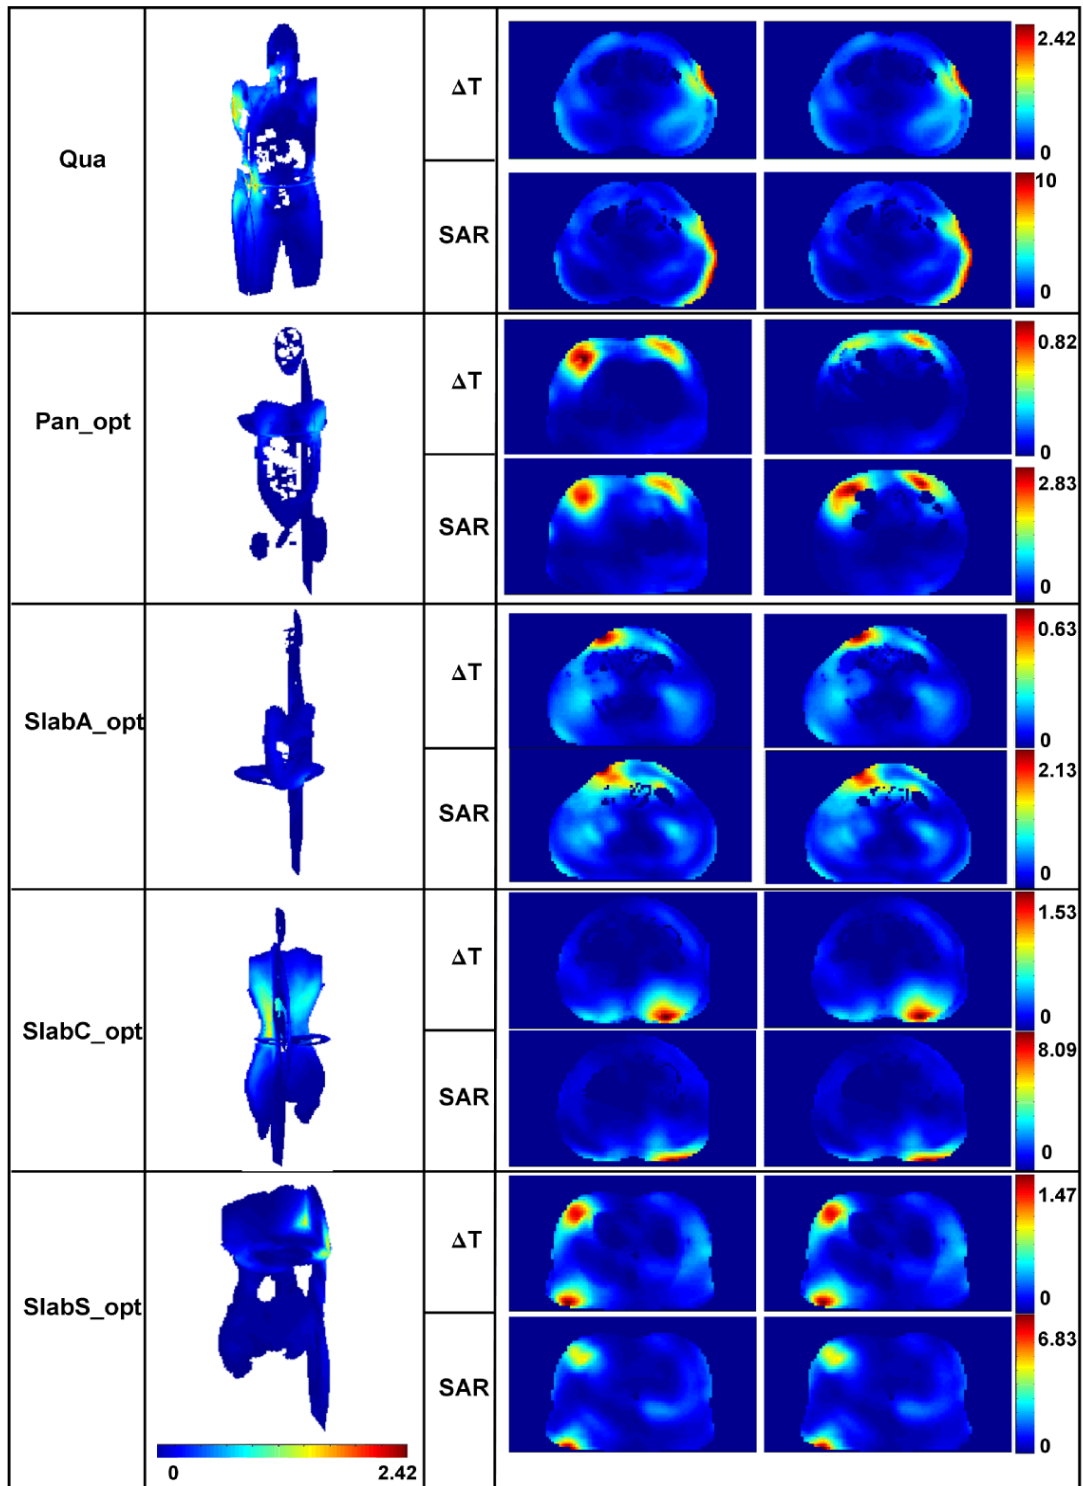 Qua
ΔT
2.42
0
SAR
10
0
Pan_opt
ΔT
0.82
0
SAR
2.83
0
SlabA_opt
ΔT
0.63
0
SAR
2.13
0
SlabC_opt
ΔT
1.53
0
SAR
8.09
0
SlabS_opt
ΔT
1.47
0
SAR
6.83
0
0 2.42